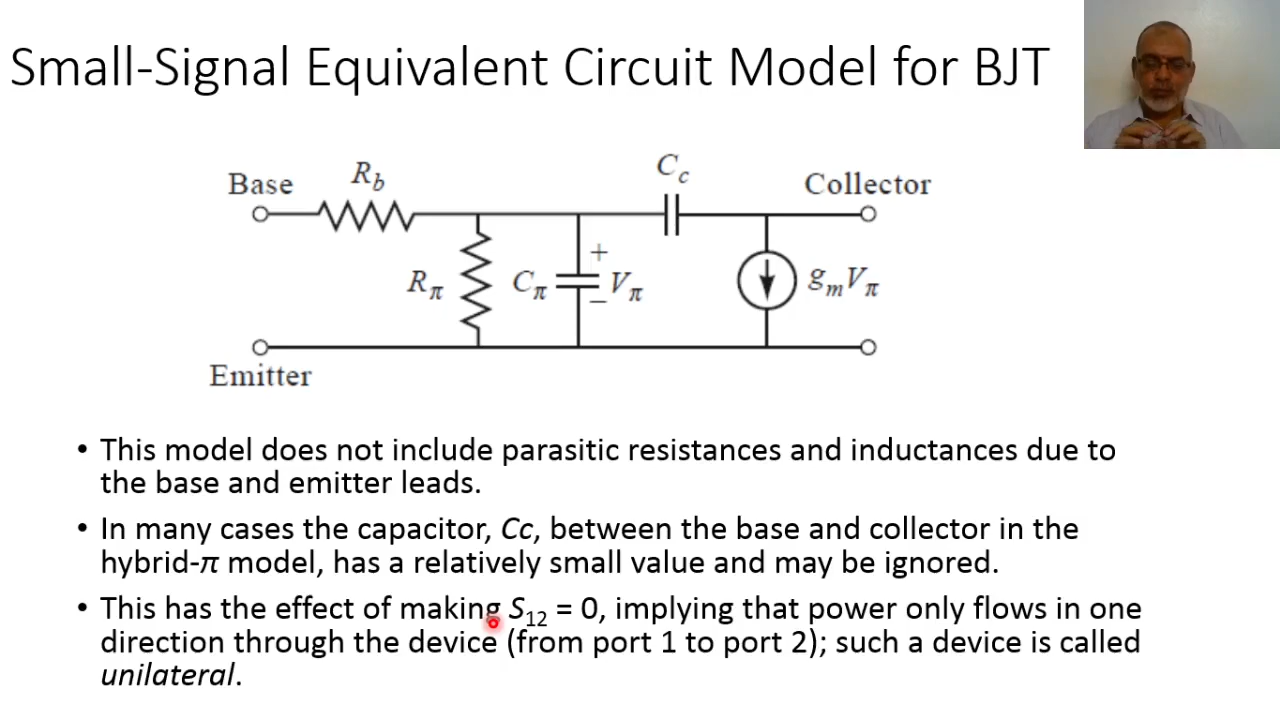 Small-Signal Equivalent Circuit Model for BJT
Base
R_b
C_c
Collector
R_π
C_π
+
V_π
−
g_m V_π
Emitter
• This model does not include parasitic resistances and inductances due to
the base and emitter leads.
• In many cases the capacitor, Cc, between the base and collector in the
hybrid-π model, has a relatively small value and may be ignored.
• This has the effect of making S₁₂ = 0, implying that power only flows in one
direction through the device (from port 1 to port 2); such a device is called
unilateral.